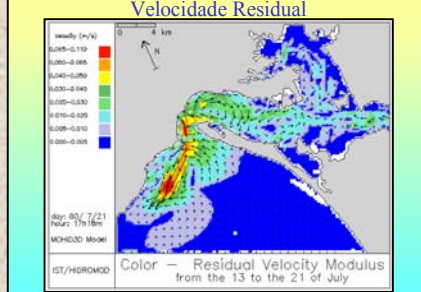 Velocidade Residual
Velocity (m/s)
0 4 km
N
0.065-0.110
0.050-0.065
0.040-0.050
0.030-0.040
0.020-0.030
0.010-0.020
0.005-0.010
0.000-0.005
day: 80/ 7/21
hour: 17h18m
MOHID3D Model
IST/HIDROMOD
Color - Residual Velocity Modulus
from the 13 to the 21 of July